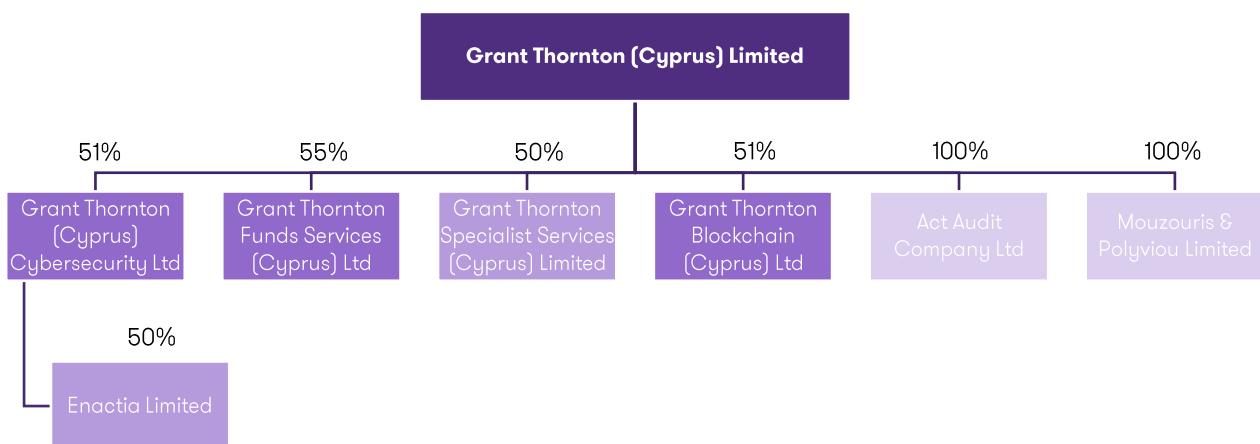 Grant Thornton (Cyprus) Limited
51%
55%
50%
51%
100%
100%
Grant Thornton
(Cyprus)
Cybersecurity Ltd
Grant Thornton
Funds Services
(Cyprus) Ltd
Grant Thornton
Specialist Services
(Cyprus) Limited
Grant Thornton
Blockchain
(Cyprus) Ltd
Act Audit
Company Ltd
Mouzouris &
Polyviou Limited
50%
Enactia Limited